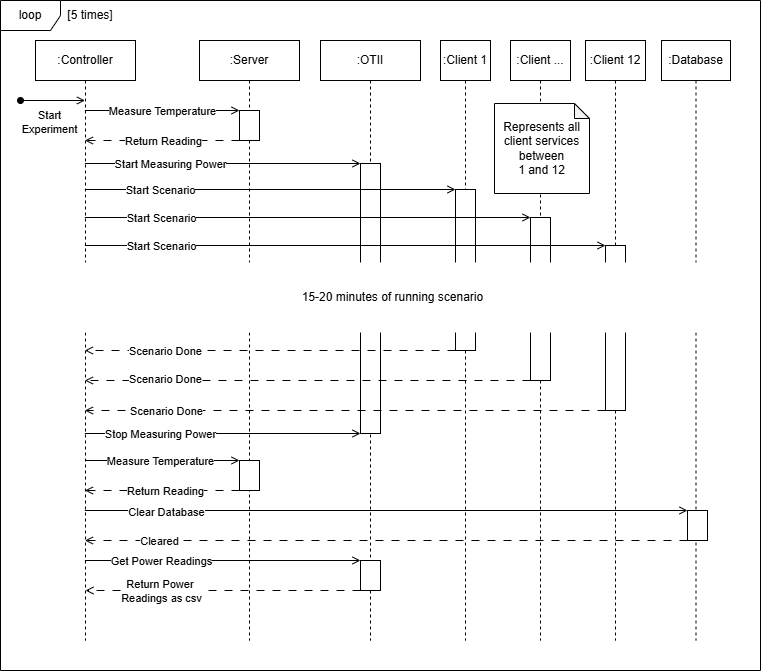 loop [5 times]
:Controller :Server :OTII :Client 1 :Client ... :Client 12 :Database
Start
Experiment
Measure Temperature
Return Reading
Represents all
client services
between
1 and 12
Start Measuring Power
Start Scenario
Start Scenario
Start Scenario
15-20 minutes of running scenario
Scenario Done
Scenario Done
Scenario Done
Stop Measuring Power
Measure Temperature
Return Reading
Clear Database
Cleared
Get Power Readings
Return Power
Readings as csv